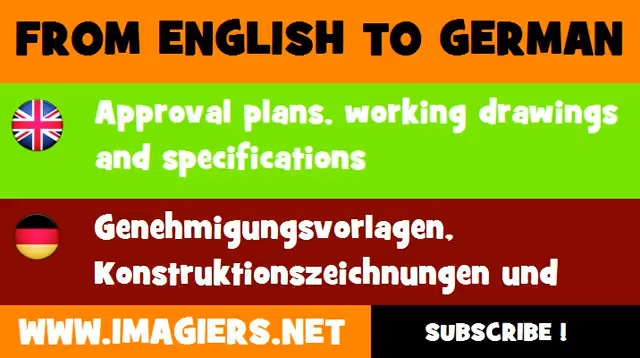 FROM ENGLISH TO GERMAN
Approval plans, working drawings
and specifications
Genehmigungsvorlagen,
Konstruktionszeichnungen und
WWW.IMAGIERS.NET
SUBSCRIBE !